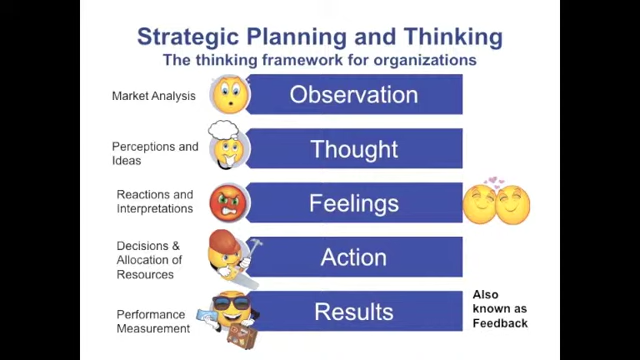 Strategic Planning and Thinking
The thinking framework for organizations
Market Analysis
Observation
Perceptions and
Ideas
Thought
Reactions and
Interpretations
Feelings
Decisions &
Allocation of
Resources
Action
Performance
Measurement
Results
Also
known as
Feedback